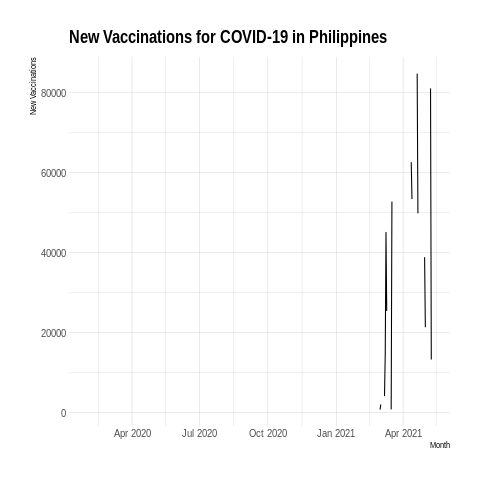 New Vaccinations for COVID-19 in Philippines
New Vaccinations
80000
60000
40000
20000
0
Apr 2020 Jul 2020 Oct 2020 Jan 2021 Apr 2021
Month